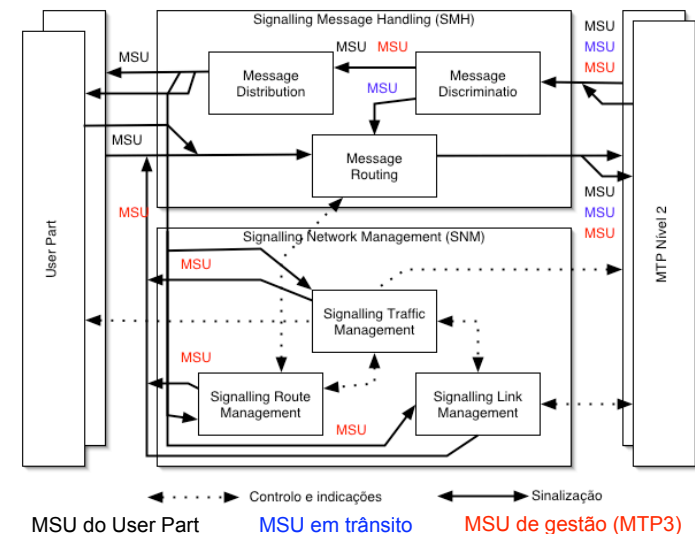 Signalling Message Handling (SMH)
MSU
MSU MSU
MSU
MSU
MSU
Message
Distribution
Message
Discriminatio
MSU
MSU
Message
Routing
MSU
MSU
MSU
MSU
User Part
MTP Nível 2
Signalling Network Management (SNM)
MSU
Signalling Traffic
Management
MSU
Signalling Route
Management
Signalling Link
Management
MSU
Controlo e indicações
Sinalização
MSU do User Part
MSU em trânsito
MSU de gestão (MTP3)